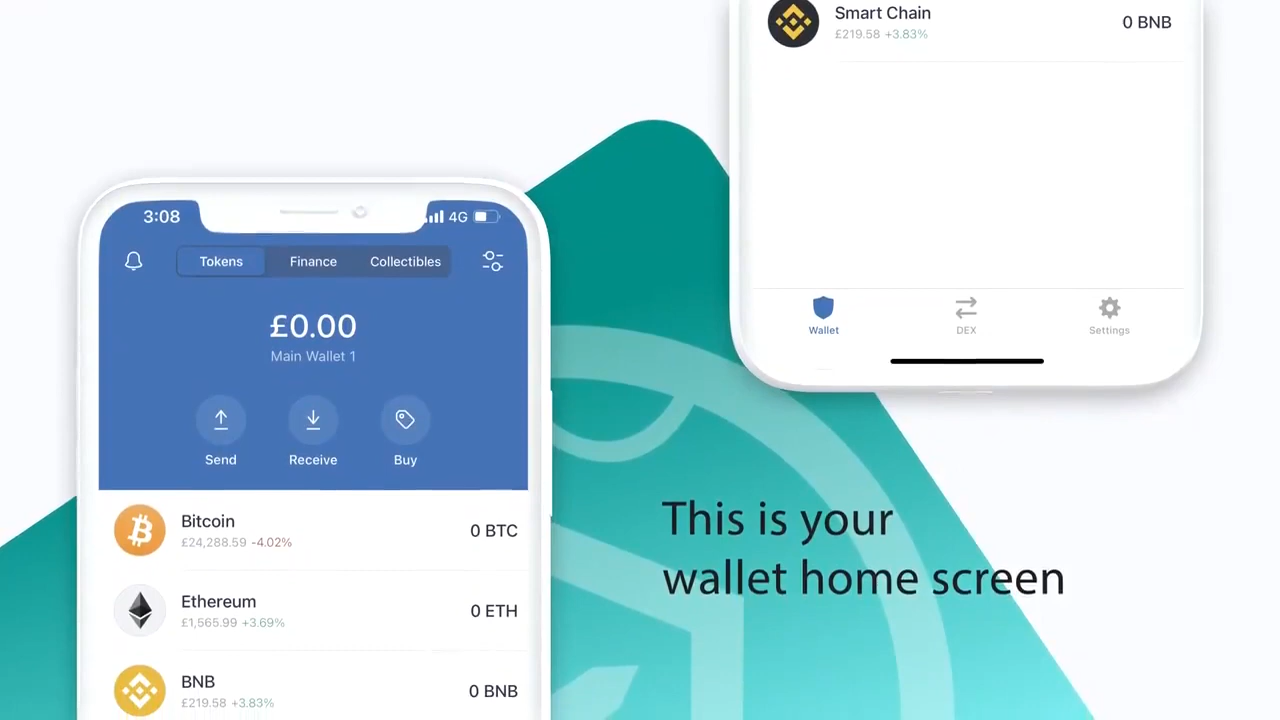 Smart Chain
£219.58 +3.83%
0 BNB
Wallet
DEX
Settings
3:08
4G
Tokens
Finance
Collectibles
£0.00
Main Wallet 1
Send
Receive
Buy
Bitcoin
£24,288.59 -4.02%
0 BTC
Ethereum
£1,565.99 +3.69%
0 ETH
BNB
£219.58 +3.83%
0 BNB
This is your
wallet home screen